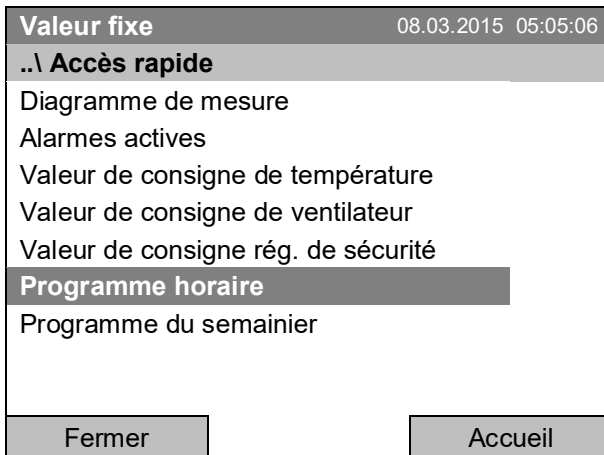 Valeur fixe 08.03.2015 05:05:06
..\ Accès rapide
Diagramme de mesure
Alarmes actives
Valeur de consigne de température
Valeur de consigne de ventilateur
Valeur de consigne rég. de sécurité
Programme horaire
Programme du semainier
Fermer Accueil